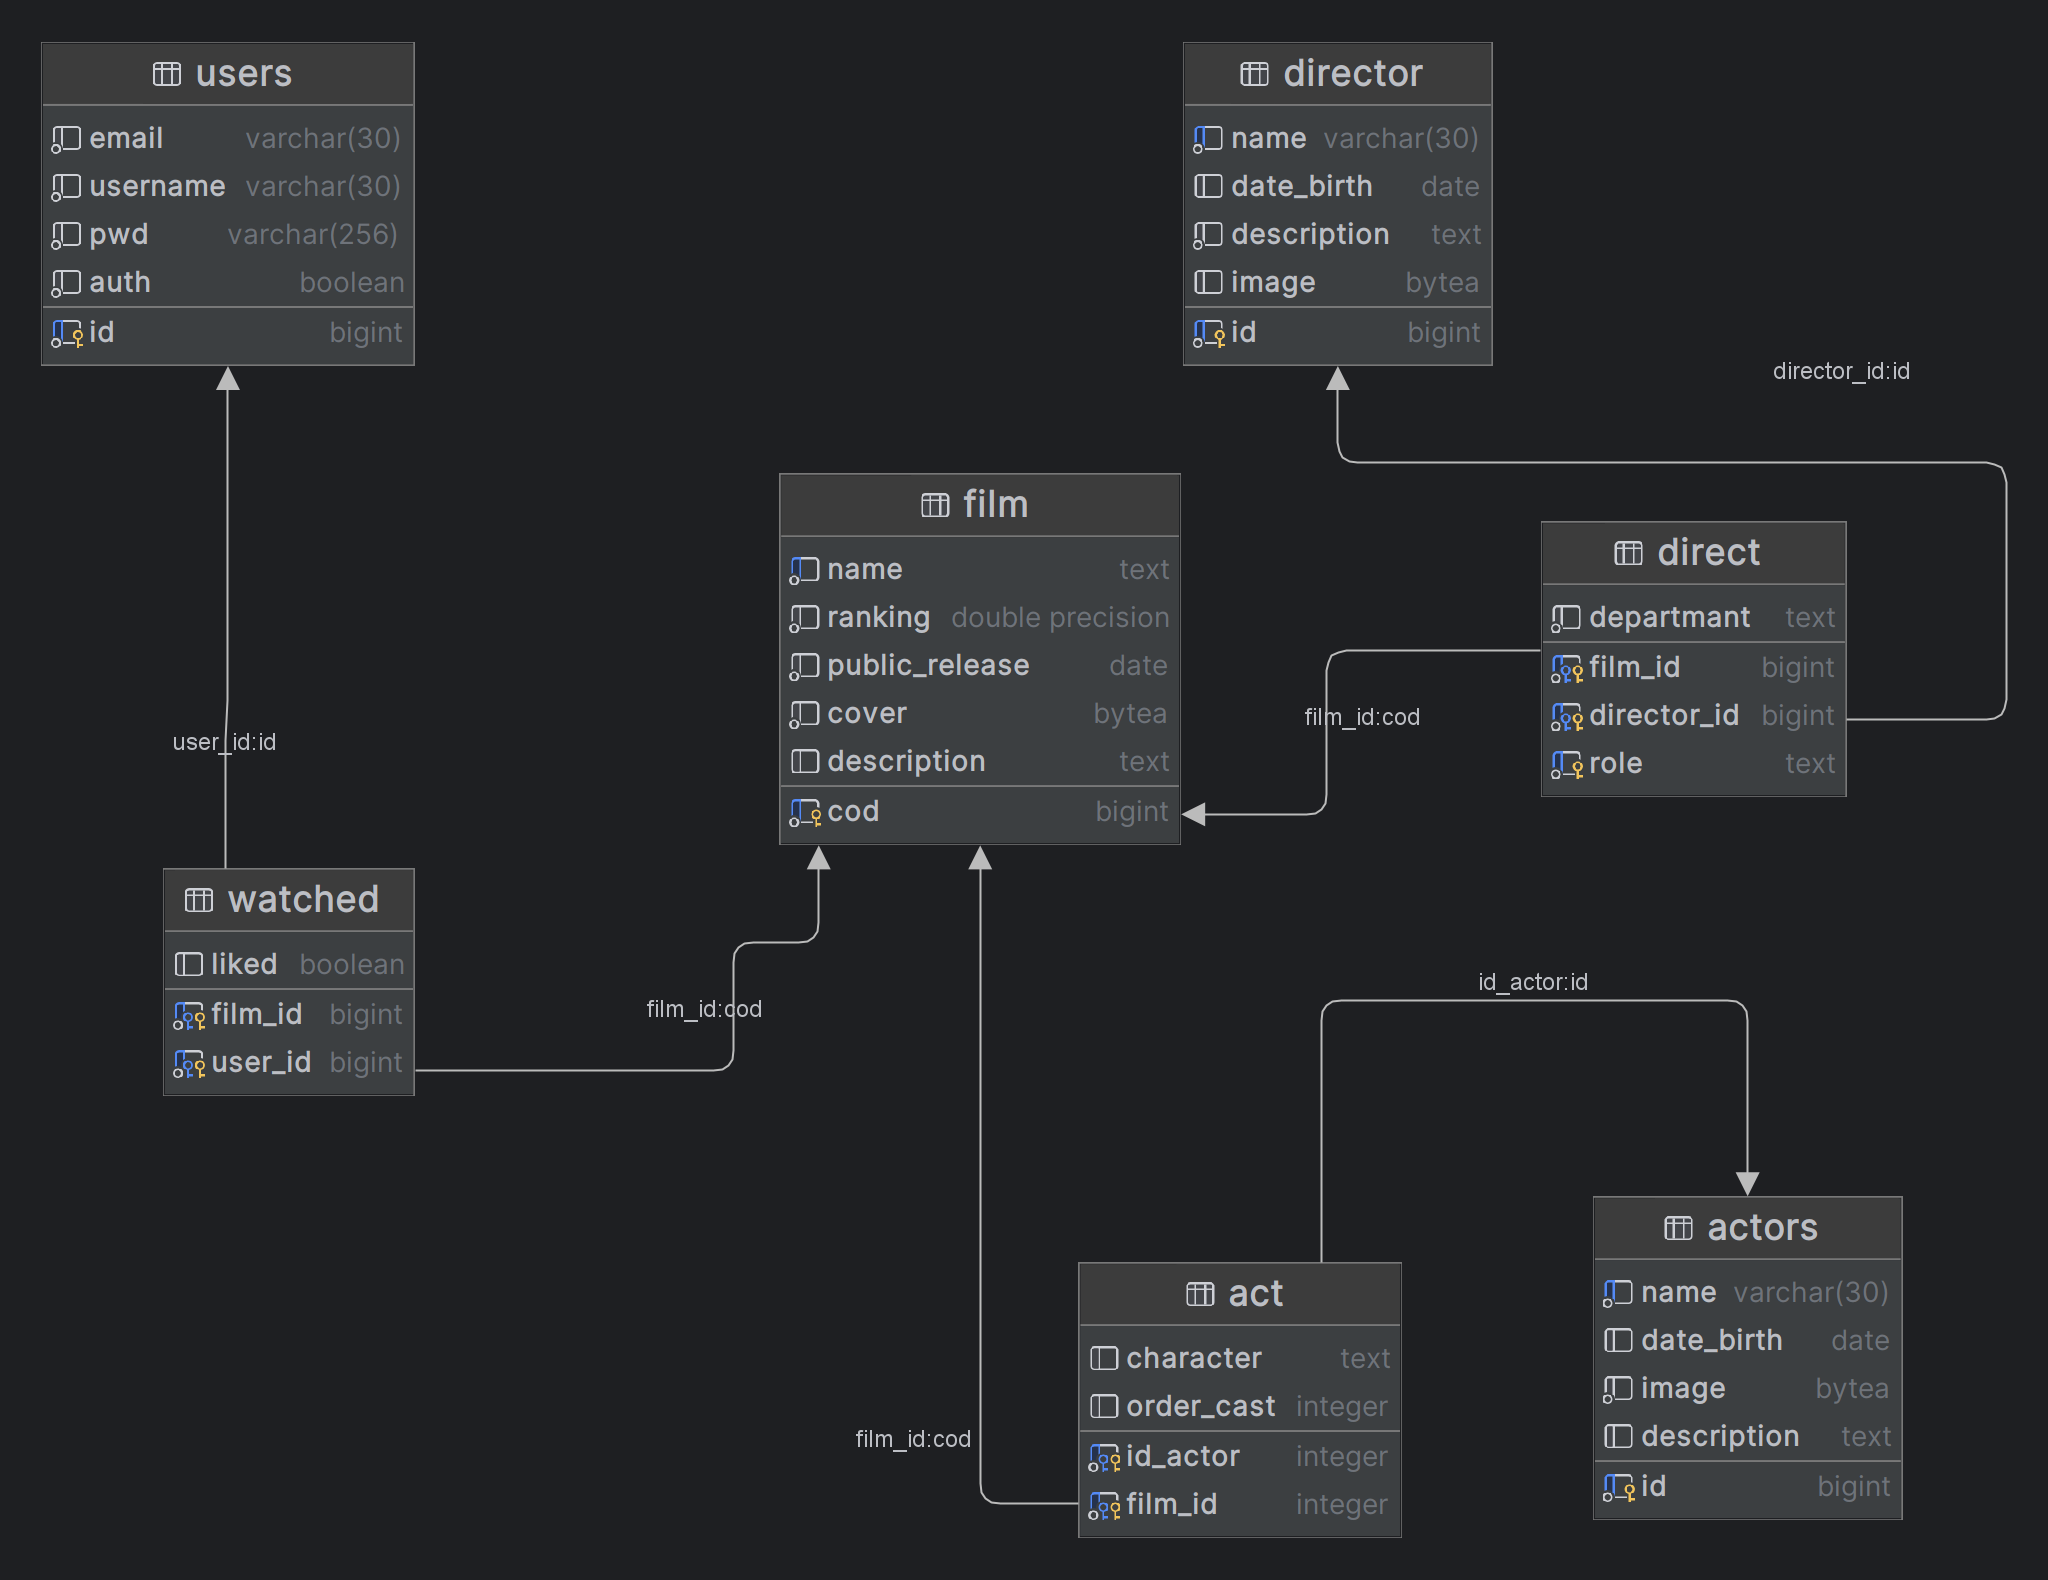 users
email varchar(30)
username varchar(30)
pwd varchar(256)
auth boolean
id bigint
director
name varchar(30)
date_birth date
description text
image bytea
id bigint
director_id:id
film
name text
ranking double precision
public_release date
cover bytea
description text
cod bigint
direct
departmant text
film_id bigint
director_id bigint
role text
film_id:cod
user_id:id
watched
liked boolean
film_id bigint
user_id bigint
film_id:cod
id_actor:id
act
character text
order_cast integer
id_actor integer
film_id integer
film_id:cod
actors
name varchar(30)
date_birth date
image bytea
description text
id bigint